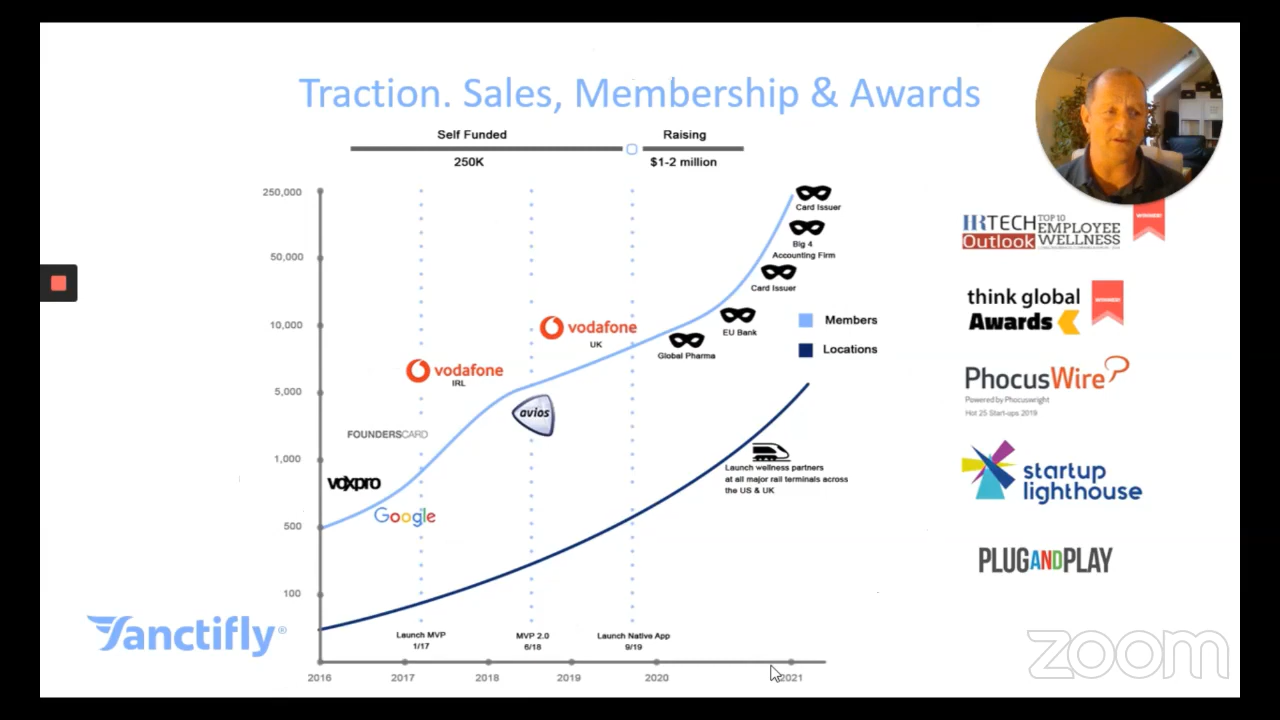 Traction. Sales, Membership & Awards
Self Funded
Raising
250K
$1-2 million
250,000
50,000
10,000
5,000
1,000
500
100
Card Issuer
Big 4
Accounting Firm
Card Issuer
EU Bank
Global Pharma
vodafone
UK
vodafone
IRL
avios
FOUNDERSCARD
voxpro
Google
Members
Locations
Launch wellness partners
at all major rail terminals across
the US & UK
Launch MVP
1/17
MVP 2.0
6/18
Launch Native App
9/19
2016
2017
2018
2019
2020
2021
HRTECH
Outlook
TOP 10
EMPLOYEE
WELLNESS
WINNER!
think global
Awards
WINNER!
PhocusWire
Powered by Phocuswright
Hot 25 Start-ups 2019
startup
lighthouse
PLUGANDPLAY
Sanctifly®
zoom